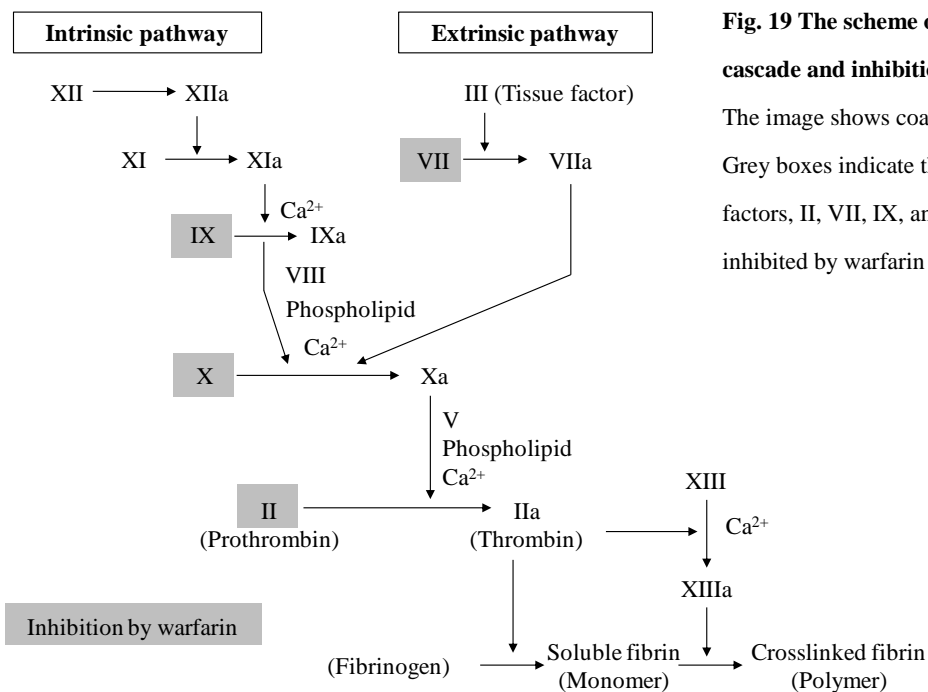 Intrinsic pathway
Extrinsic pathway
XII XIIa
III (Tissue factor)
XI XIa
VII VIIa
Ca²⁺
IX IXa
VIII
Phospholipid
Ca²⁺
X Xa
V
Phospholipid
Ca²⁺
II IIa
(Prothrombin) (Thrombin)
XIII
Ca²⁺
XIIIa
Inhibition by warfarin
(Fibrinogen)
Soluble fibrin
(Monomer)
Crosslinked fibrin
(Polymer)
Fig. 19 The scheme
cascade and
The image shows
Grey boxes indicate
factors, II, VII, IX,
inhibited by warfarin